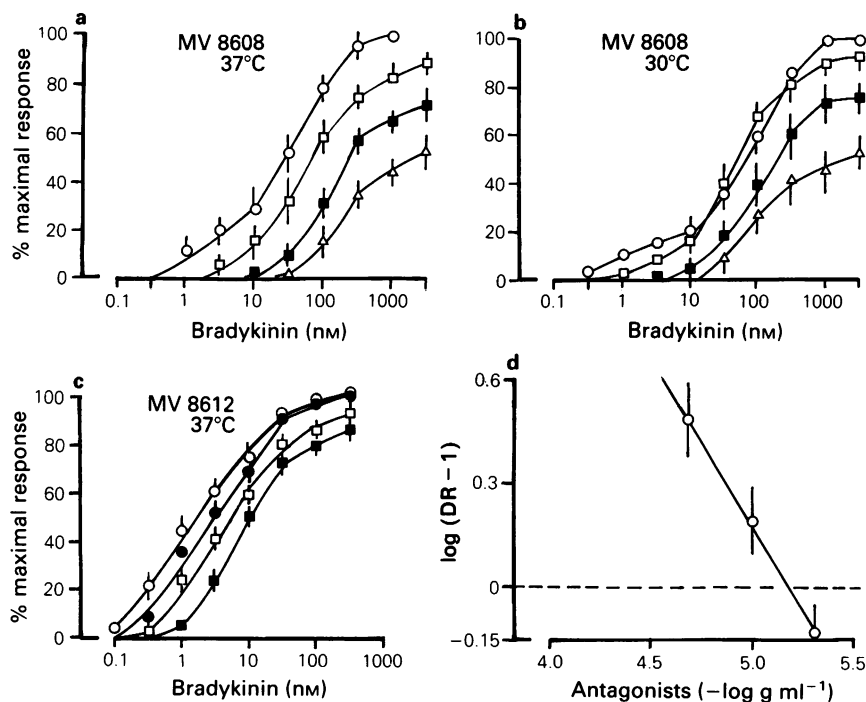 a
MV 8608
37°C
% maximal response
100
80
60
40
20
0
0.1 1 10 100 1000
Bradykinin (nM)
b
MV 8608
30°C
100
80
60
40
20
0
0.1 1 10 100 1000
Bradykinin (nM)
c
MV 8612
37°C
% maximal response
100
80
60
40
20
0
0.1 1 10 100 1000
Bradykinin (nM)
d
log (DR − 1)
0.6
0.3
0
−0.15
4.0 4.5 5.0 5.5
Antagonists (−log g ml⁻¹)